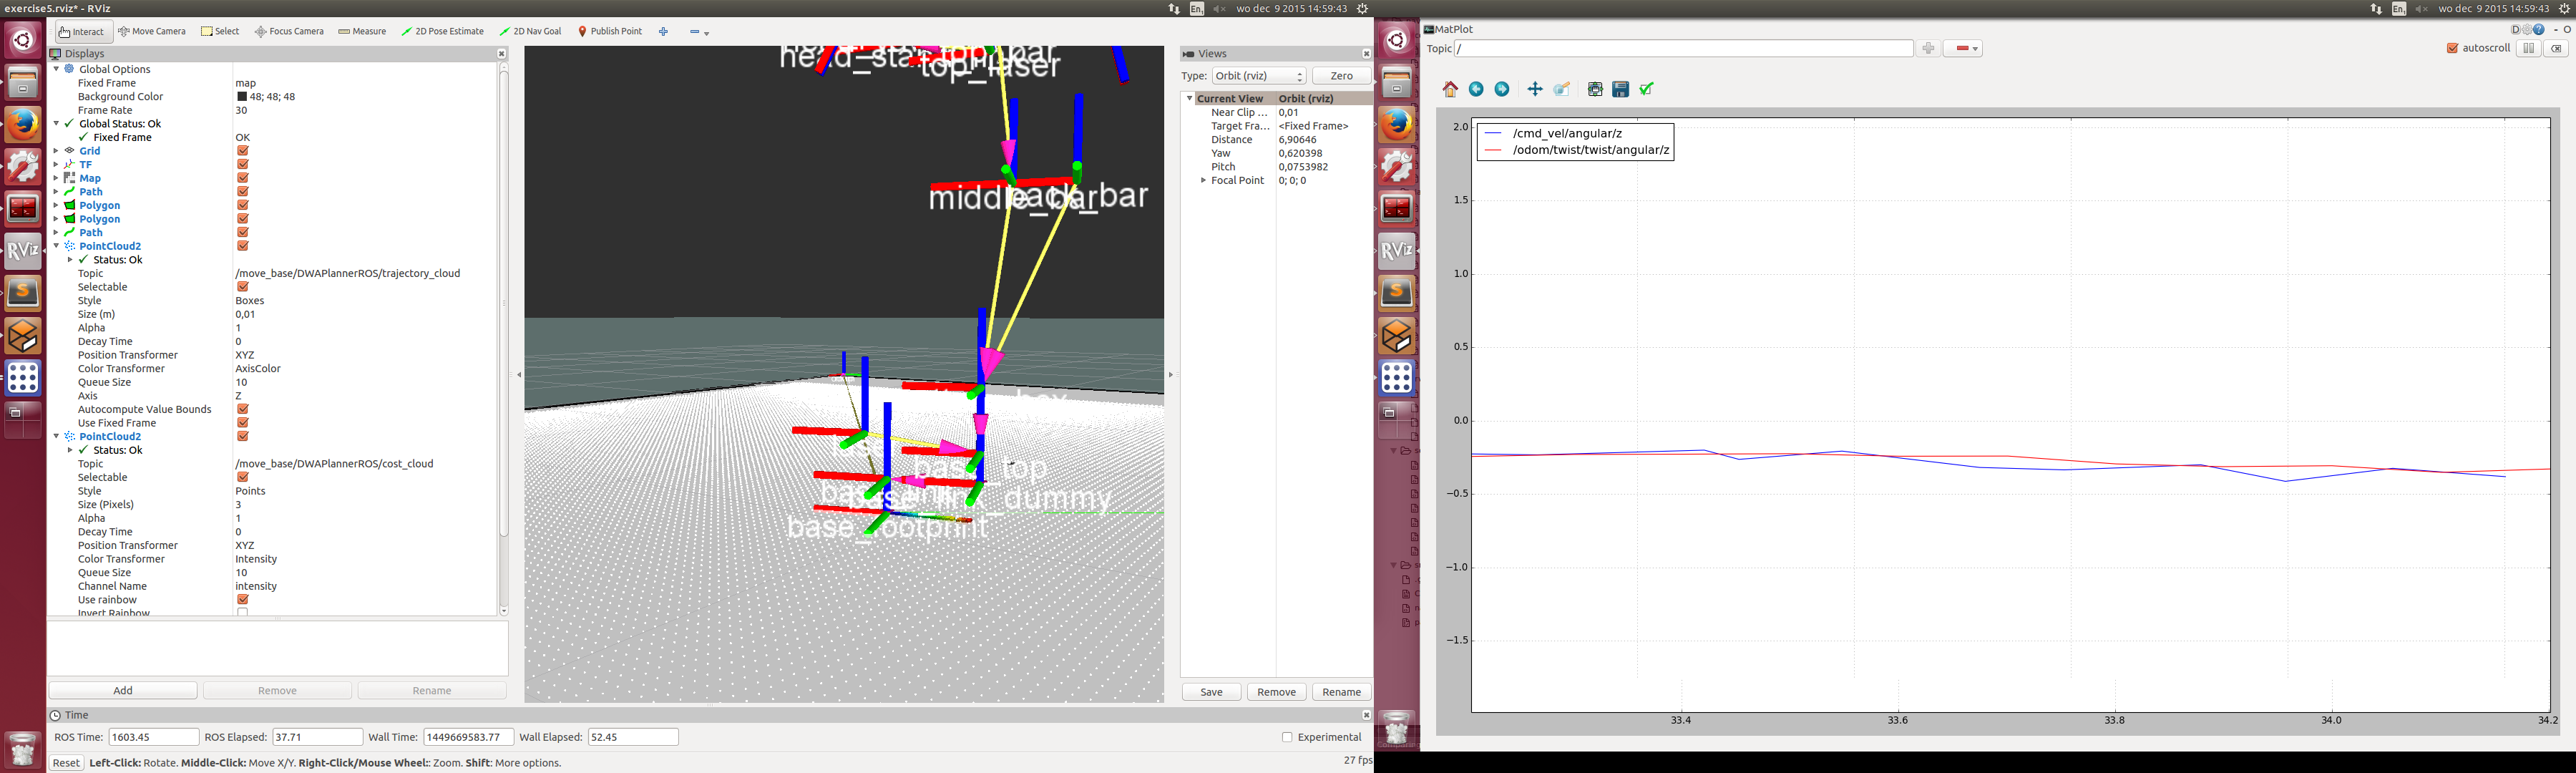 exercise5.rviz* - RViz
En
wo dec 9 2015 14:59:43
En
wo dec 9 2015 14:59:43
Interact
Move Camera
Select
Focus Camera
Measure
2D Pose Estimate
2D Nav Goal
Publish Point
Displays
Global Options
Fixed Frame map
Background Color 48; 48; 48
Frame Rate 30
Global Status: Ok
Fixed Frame OK
Grid
TF
Map
Path
Polygon
Polygon
Path
PointCloud2
Status: Ok
Topic /move_base/DWAPlannerROS/trajectory_cloud
Selectable
Style Boxes
Size (m) 0,01
Alpha 1
Decay Time 0
Position Transformer XYZ
Color Transformer AxisColor
Queue Size 10
Axis Z
Autocompute Value Bounds
Use Fixed Frame
PointCloud2
Status: Ok
Topic /move_base/DWAPlannerROS/cost_cloud
Selectable
Style Points
Size (Pixels) 3
Alpha 1
Decay Time 0
Position Transformer XYZ
Color Transformer Intensity
Queue Size 10
Channel Name intensity
Use rainbow
Invert Rainbow
Add Remove Rename
top_laser
middle_bar
back_bar
base_top
base_footprint
Views
Type: Orbit (rviz) Zero
Current View Orbit (rviz)
Near Clip ... 0,01
Target Fra... <Fixed Frame>
Distance 6,90646
Yaw 0,620398
Pitch 0,0753982
Focal Point 0; 0; 0
Save Remove Rename
Time
ROS Time: 1603.45 ROS Elapsed: 37.71 Wall Time: 1449669583.77 Wall Elapsed: 52.45 Experimental
Reset Left-Click: Rotate. Middle-Click: Move X/Y. Right-Click/Mouse Wheel:: Zoom. Shift: More options.
27 fps
RViz
RViz
MatPlot
Topic /
autoscroll
/cmd_vel/angular/z
/odom/twist/twist/angular/z
2.0
1.5
1.0
0.5
0.0
−0.5
−1.0
−1.5
33.4 33.6 33.8 34.0 34.2